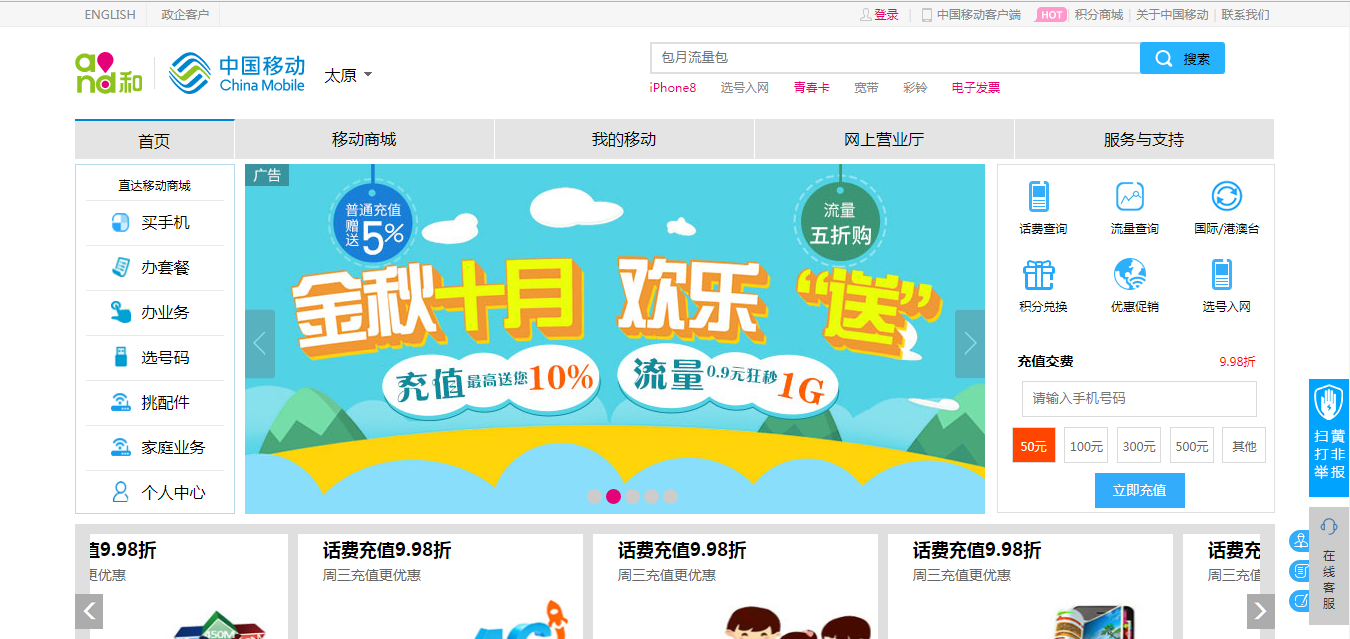 ENGLISH 政企客户 登录 中国移动客户端 HOT 积分商城 关于中国移动 联系我们
and和 中国移动 China Mobile 太原
包月流量包 搜索
iPhone8 选号入网 青春卡 宽带 彩铃 电子发票
首页 移动商城 我的移动 网上营业厅 服务与支持
直达移动商城
买手机
办套餐
办业务
选号码
挑配件
家庭业务
个人中心
广告
普通充值
赠送5%
流量
五折购
金秋十月 欢乐“送”
充值最高送您10% 流量0.9元狂秒1G
话费查询 流量查询 国际/港澳台
积分兑换 优惠促销 选号入网
充值交费 9.98折
请输入手机号码
50元 100元 300元 500元 其他
立即充值
扫黄
打非
举报
在线客服
值9.98折 话费充值9.98折 话费充值9.98折 话费充值9.98折 话费充
更优惠 周三充值更优惠 周三充值更优惠 周三充值更优惠 周三充值
150M 4G